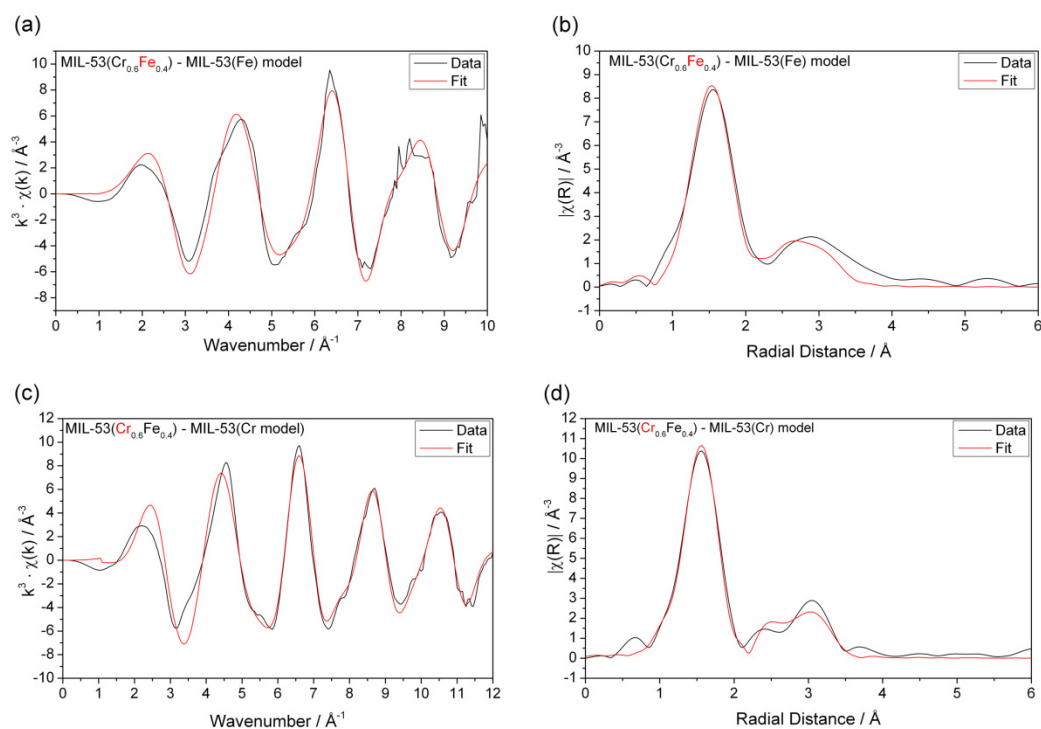 (a)
MIL-53(Cr0.6Fe0.4) - MIL-53(Fe) model
Data
Fit
k3 · χ(k) / Å-3
10
8
6
4
2
0
-2
-4
-6
-8
0 1 2 3 4 5 6 7 8 9 10
Wavenumber / Å-1
(b)
MIL-53(Cr0.6Fe0.4) - MIL-53(Fe) model
Data
Fit
|χ(R)| / Å-3
10
9
8
7
6
5
4
3
2
1
0
-1
0 1 2 3 4 5 6
Radial Distance / Å
(c)
MIL-53(Cr0.6Fe0.4) - MIL-53(Cr model)
Data
Fit
k3 · χ(k) / Å-3
12
10
8
6
4
2
0
-2
-4
-6
-8
-10
0 1 2 3 4 5 6 7 8 9 10 11 12
Wavenumber / Å-1
(d)
MIL-53(Cr0.6Fe0.4) - MIL-53(Cr) model
Data
Fit
|χ(R)| / Å-3
12
11
10
9
8
7
6
5
4
3
2
1
0
-1
0 1 2 3 4 5 6
Radial Distance / Å